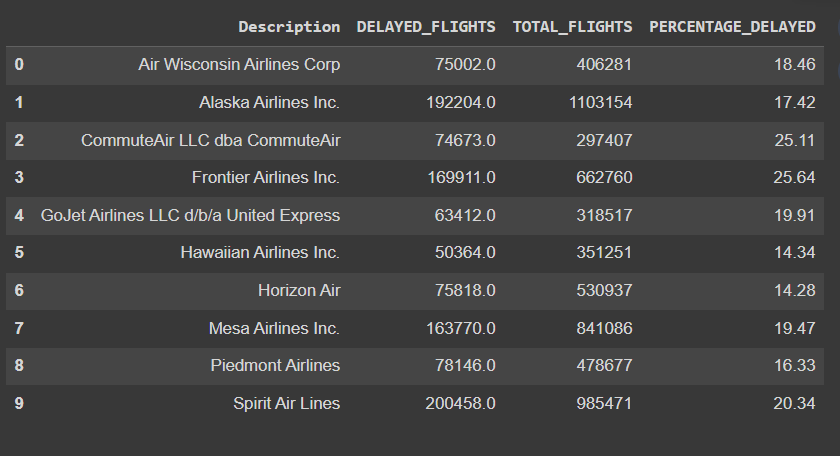 Description DELAYED_FLIGHTS TOTAL_FLIGHTS PERCENTAGE_DELAYED
0 Air Wisconsin Airlines Corp 75002.0 406281 18.46
1 Alaska Airlines Inc. 192204.0 1103154 17.42
2 CommuteAir LLC dba CommuteAir 74673.0 297407 25.11
3 Frontier Airlines Inc. 169911.0 662760 25.64
4 GoJet Airlines LLC d/b/a United Express 63412.0 318517 19.91
5 Hawaiian Airlines Inc. 50364.0 351251 14.34
6 Horizon Air 75818.0 530937 14.28
7 Mesa Airlines Inc. 163770.0 841086 19.47
8 Piedmont Airlines 78146.0 478677 16.33
9 Spirit Air Lines 200458.0 985471 20.34